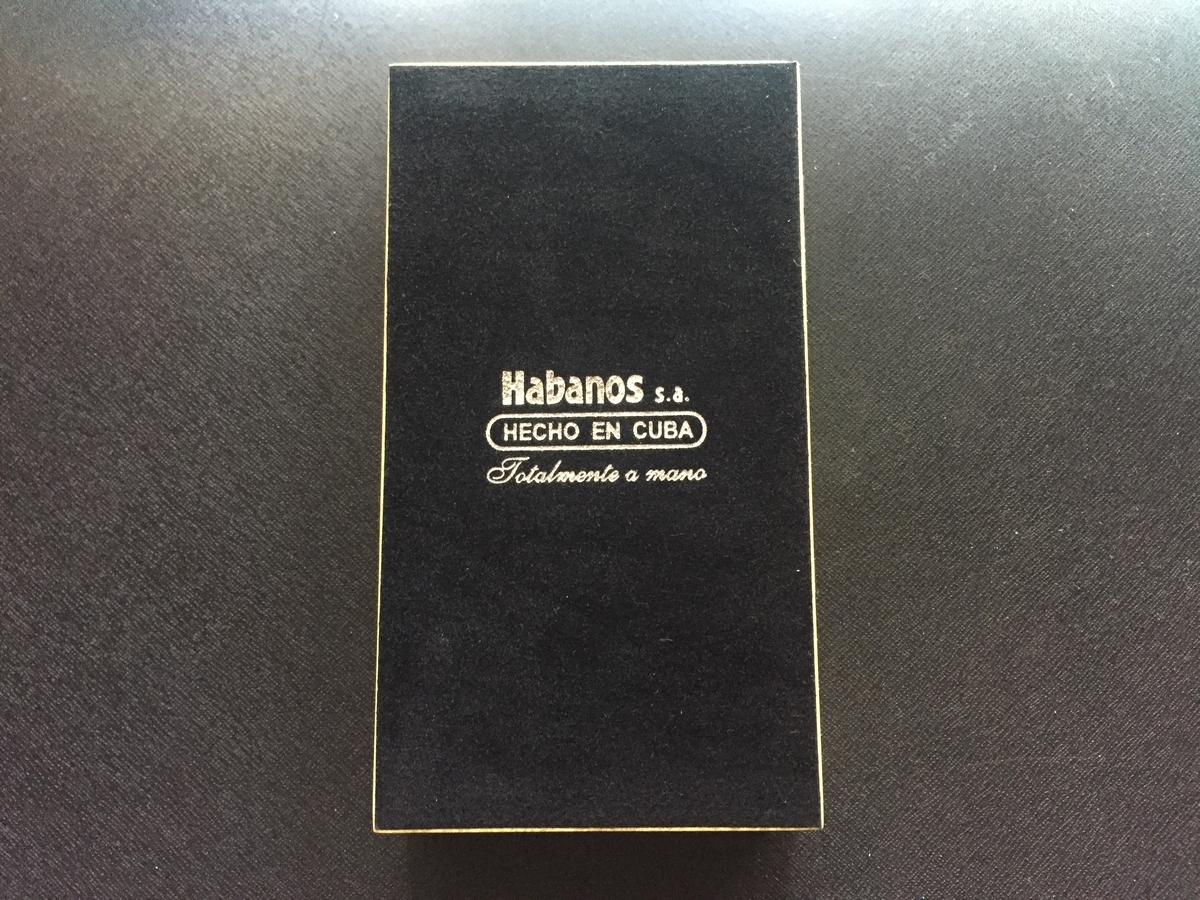 Habanos s.a.
HECHO EN CUBA
Totalmente a mano